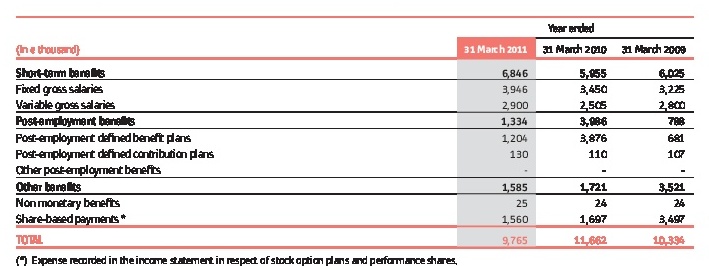 Year ended
(in € thousand) 31 March 2011 31 March 2010 31 March 2009
Short-term benefits 6,846 5,955 6,025
Fixed gross salaries 3,946 3,450 3,225
Variable gross salaries 2,900 2,505 2,800
Post-employment benefits 1,334 3,986 788
Post-employment defined benefit plans 1,204 3,876 681
Post-employment defined contribution plans 130 110 107
Other post-employment benefits - - -
Other benefits 1,585 1,721 3,521
Non monetary benefits 25 24 24
Share-based payments * 1,560 1,697 3,497
TOTAL 9,765 11,662 10,334
(*) Expense recorded in the income statement in respect of stock option plans and performance shares.